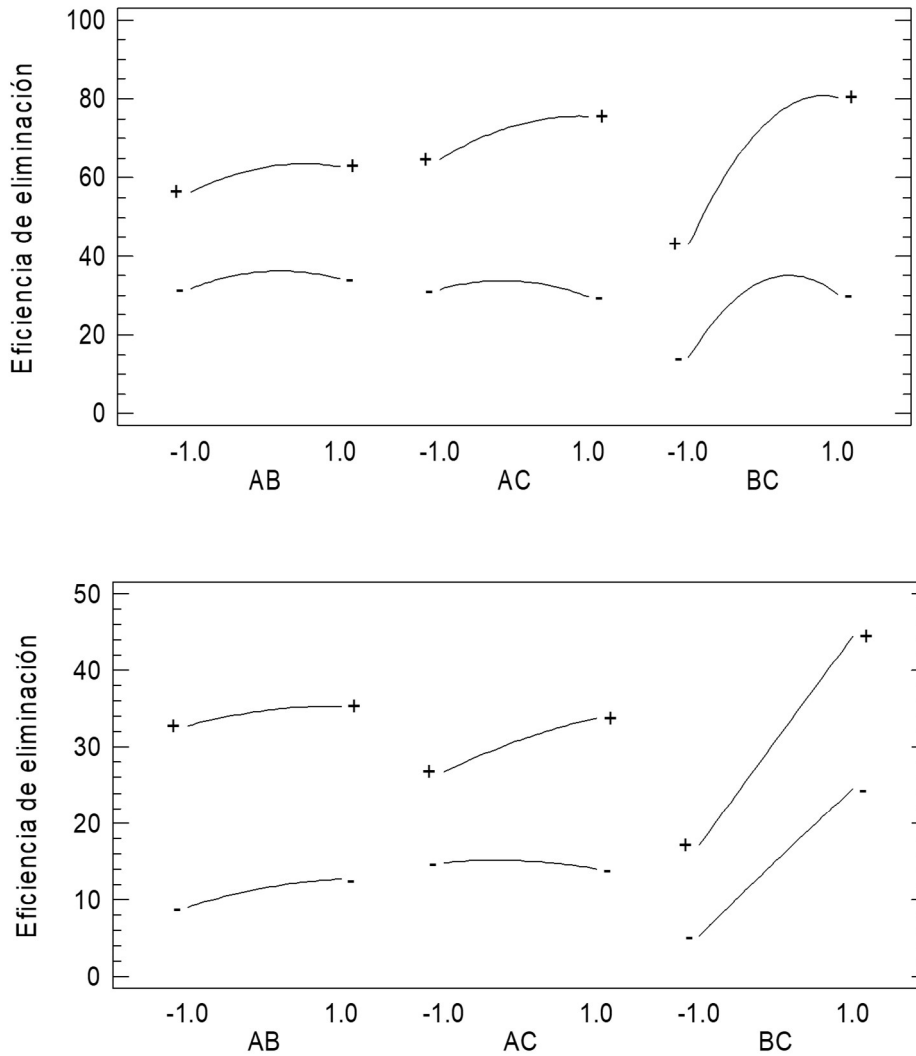 Eficiencia de eliminación
100
80
60
40
20
0
+ + + + + +
- - - - - -
-1.0 1.0 -1.0 1.0 -1.0 1.0
AB AC BC
Eficiencia de eliminación
50
40
30
20
10
0
+ + + + + +
- - - - - -
-1.0 1.0 -1.0 1.0 -1.0 1.0
AB AC BC